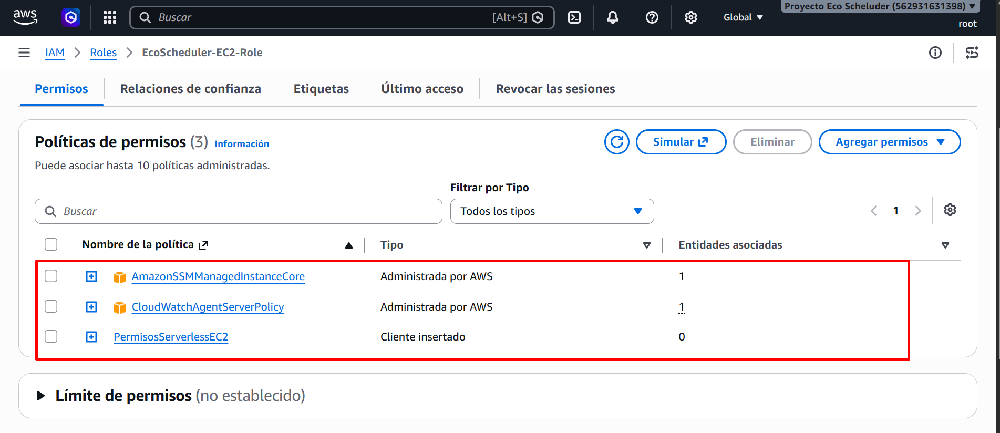 aws
Buscar
[Alt+S]
Global
Proyecto Eco Scheluder (562931631398)
root
IAM
Roles
EcoScheduler-EC2-Role
Permisos
Relaciones de confianza
Etiquetas
Último acceso
Revocar las sesiones
Políticas de permisos (3) Información
Simular
Eliminar
Agregar permisos
Puede asociar hasta 10 políticas administradas.
Filtrar por Tipo
Buscar
Todos los tipos
1
Nombre de la política
Tipo
Entidades asociadas
AmazonSSMManagedInstanceCore
Administrada por AWS
1
CloudWatchAgentServerPolicy
Administrada por AWS
1
PermisosServerlessEC2
Cliente insertado
0
Límite de permisos (no establecido)